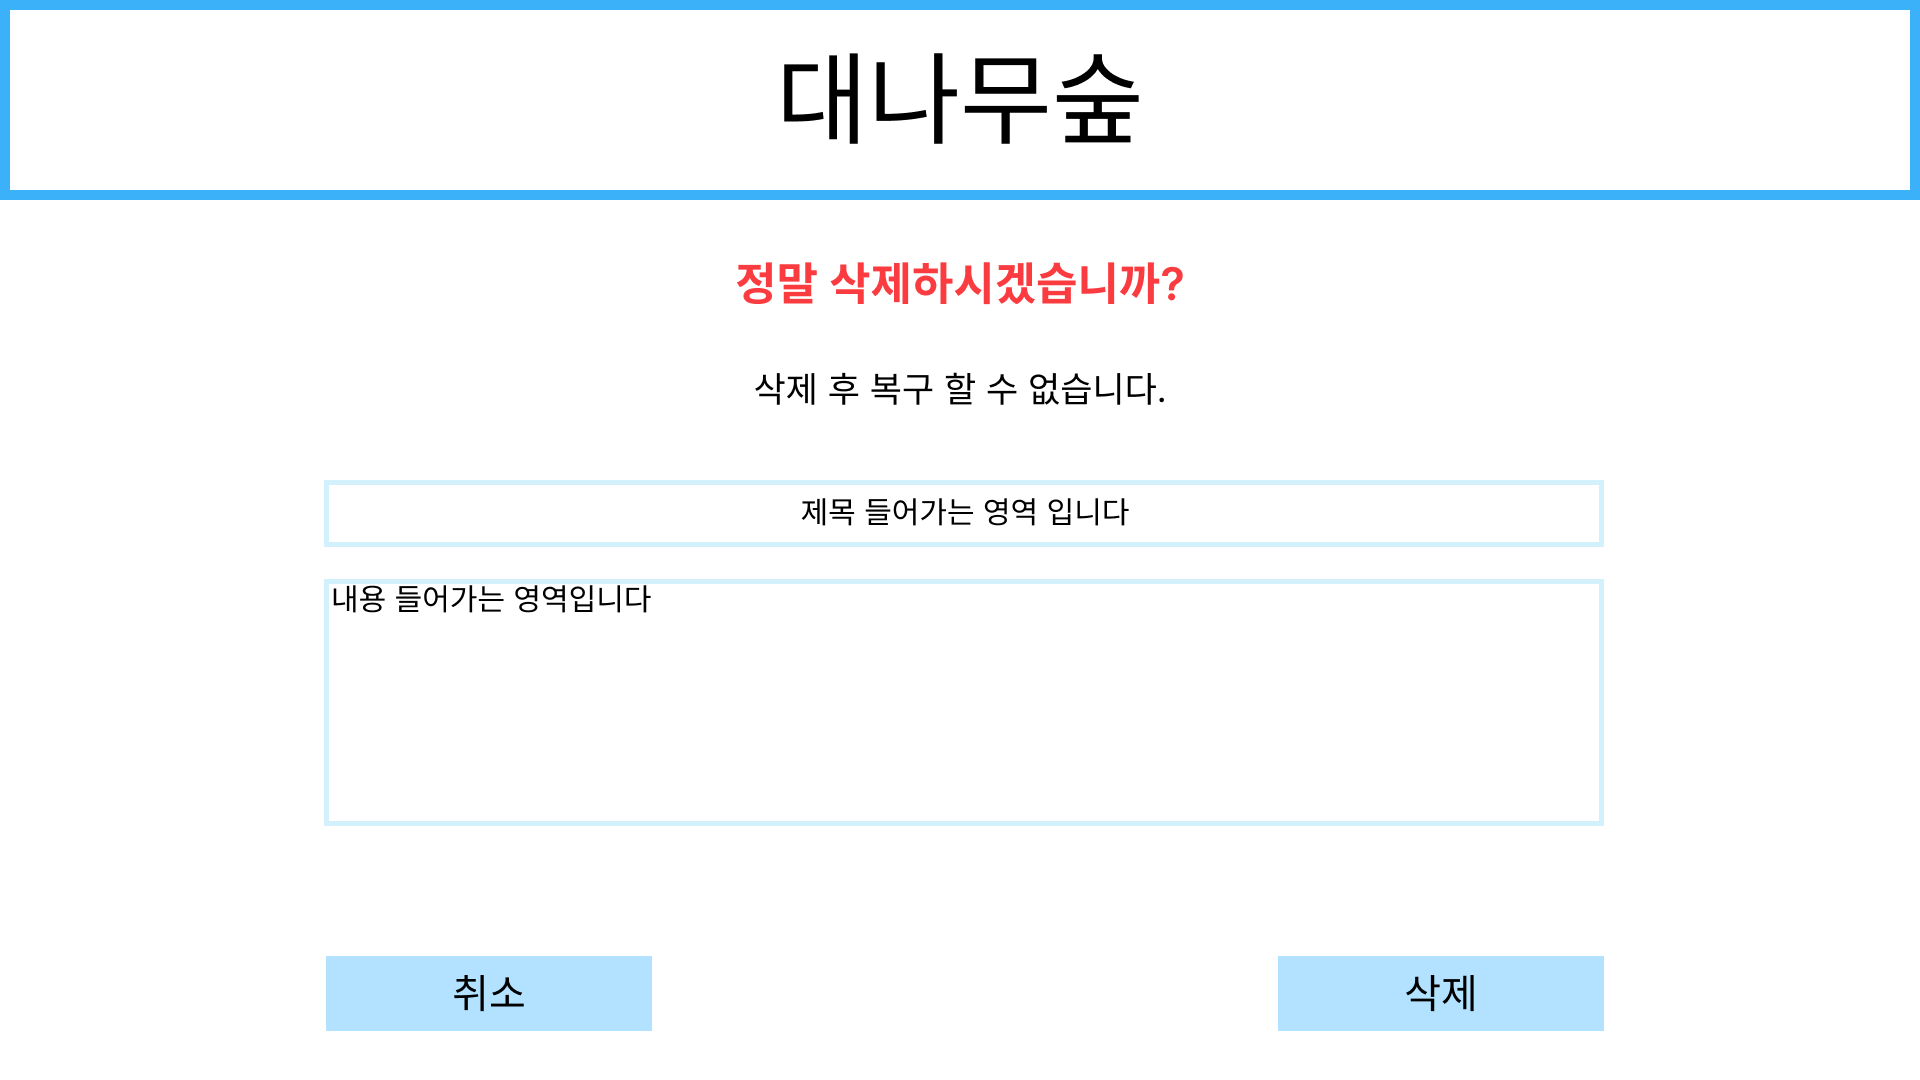 대나무숲
정말 삭제하시겠습니까?
삭제 후 복구 할 수 없습니다.
제목 들어가는 영역 입니다
내용 들어가는 영역입니다
취소
삭제